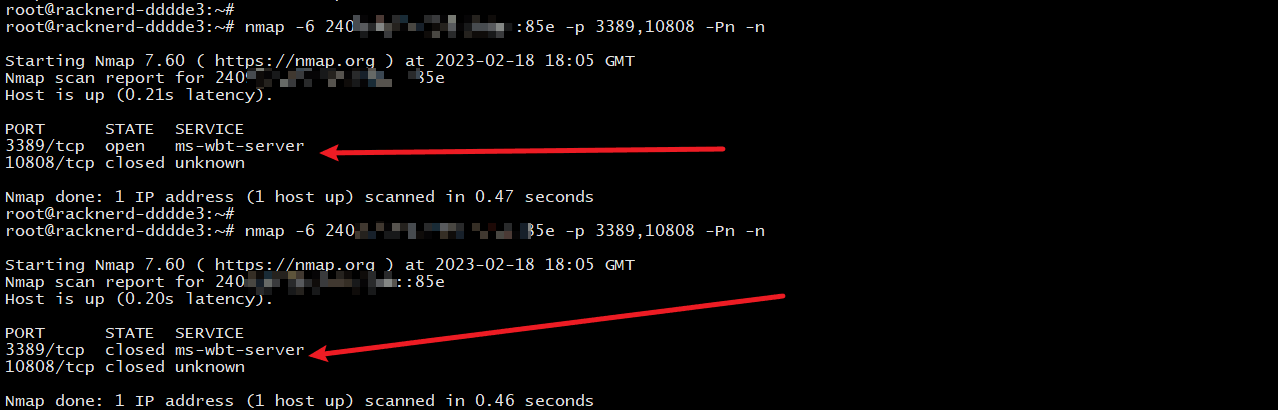 root@racknerd-dddde3:~#
root@racknerd-dddde3:~# nmap -6 240 :85e -p 3389,10808 -Pn -n
Starting Nmap 7.60 ( https://nmap.org ) at 2023-02-18 18:05 GMT
Nmap scan report for 240 85e
Host is up (0.21s latency).
PORT      STATE  SERVICE
3389/tcp  open   ms-wbt-server
10808/tcp closed unknown
Nmap done: 1 IP address (1 host up) scanned in 0.47 seconds
root@racknerd-dddde3:~#
root@racknerd-dddde3:~# nmap -6 240 85e -p 3389,10808 -Pn -n
Starting Nmap 7.60 ( https://nmap.org ) at 2023-02-18 18:05 GMT
Nmap scan report for 240 ::85e
Host is up (0.20s latency).
PORT      STATE  SERVICE
3389/tcp  closed ms-wbt-server
10808/tcp closed unknown
Nmap done: 1 IP address (1 host up) scanned in 0.46 seconds